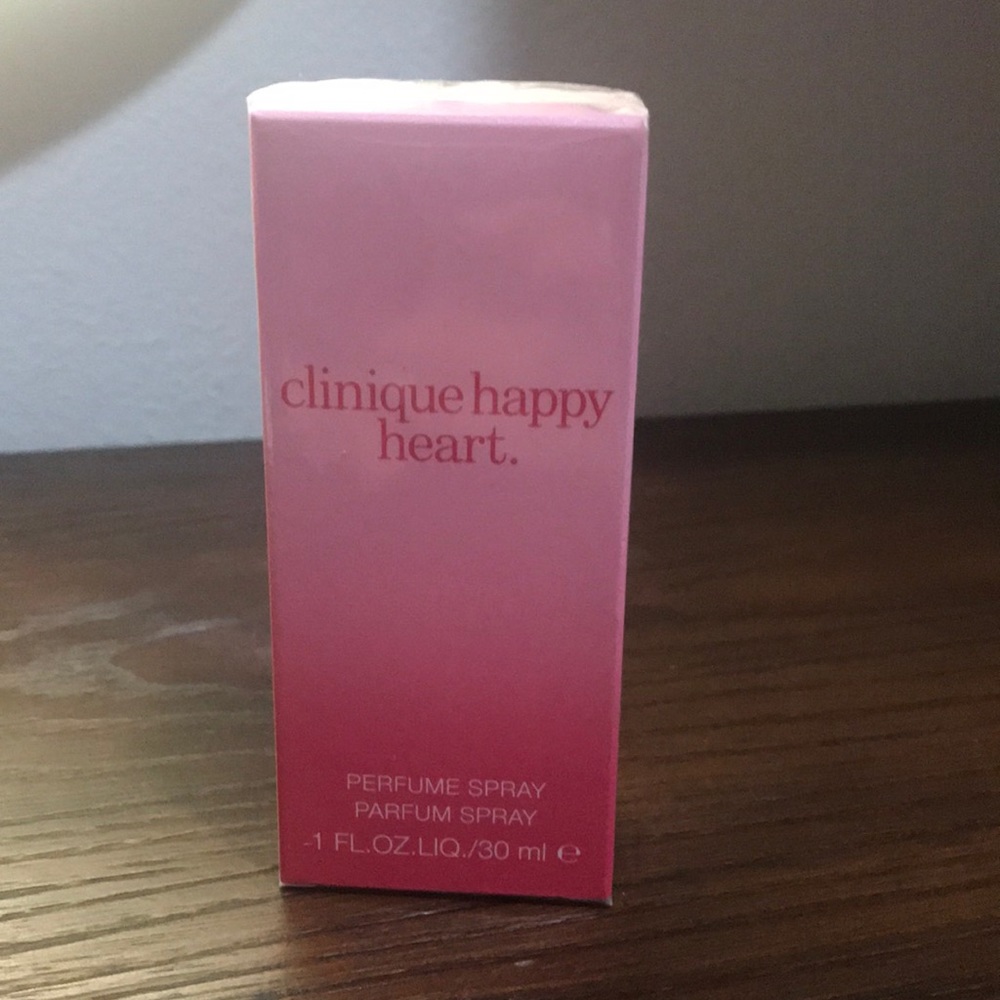 clinique happy
heart.
PERFUME SPRAY
PARFUM SPRAY
1 FL.OZ.LIQ./30 ml ℮